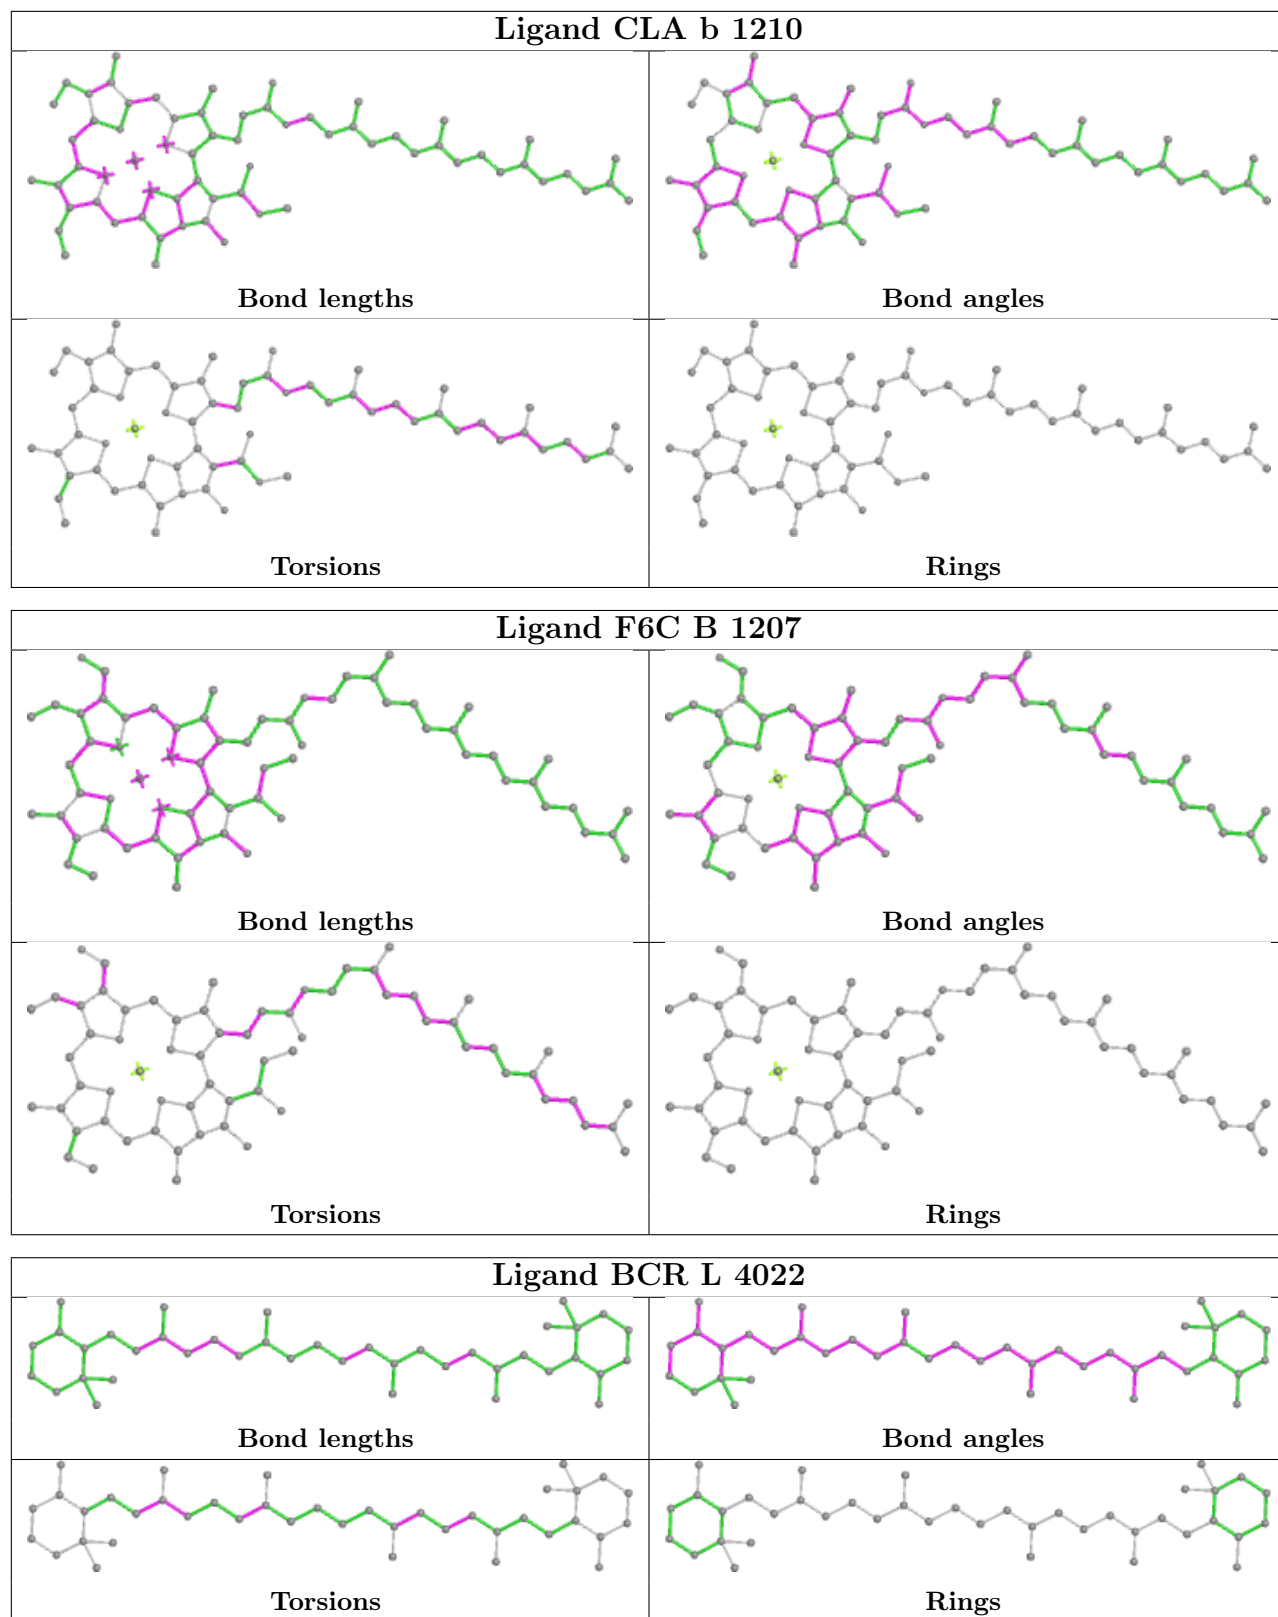 Ligand CLA b 1210
Bond lengths
Bond angles
Torsions
Rings
Ligand F6C B 1207
Bond lengths
Bond angles
Torsions
Rings
Ligand BCR L 4022
Bond lengths
Bond angles
Torsions
Rings